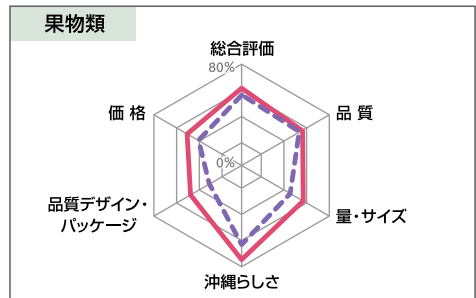 果物類
総合評価
80%
価 格
品 質
0%
品質デザイン・
パッケージ
量・サイズ
沖縄らしさ